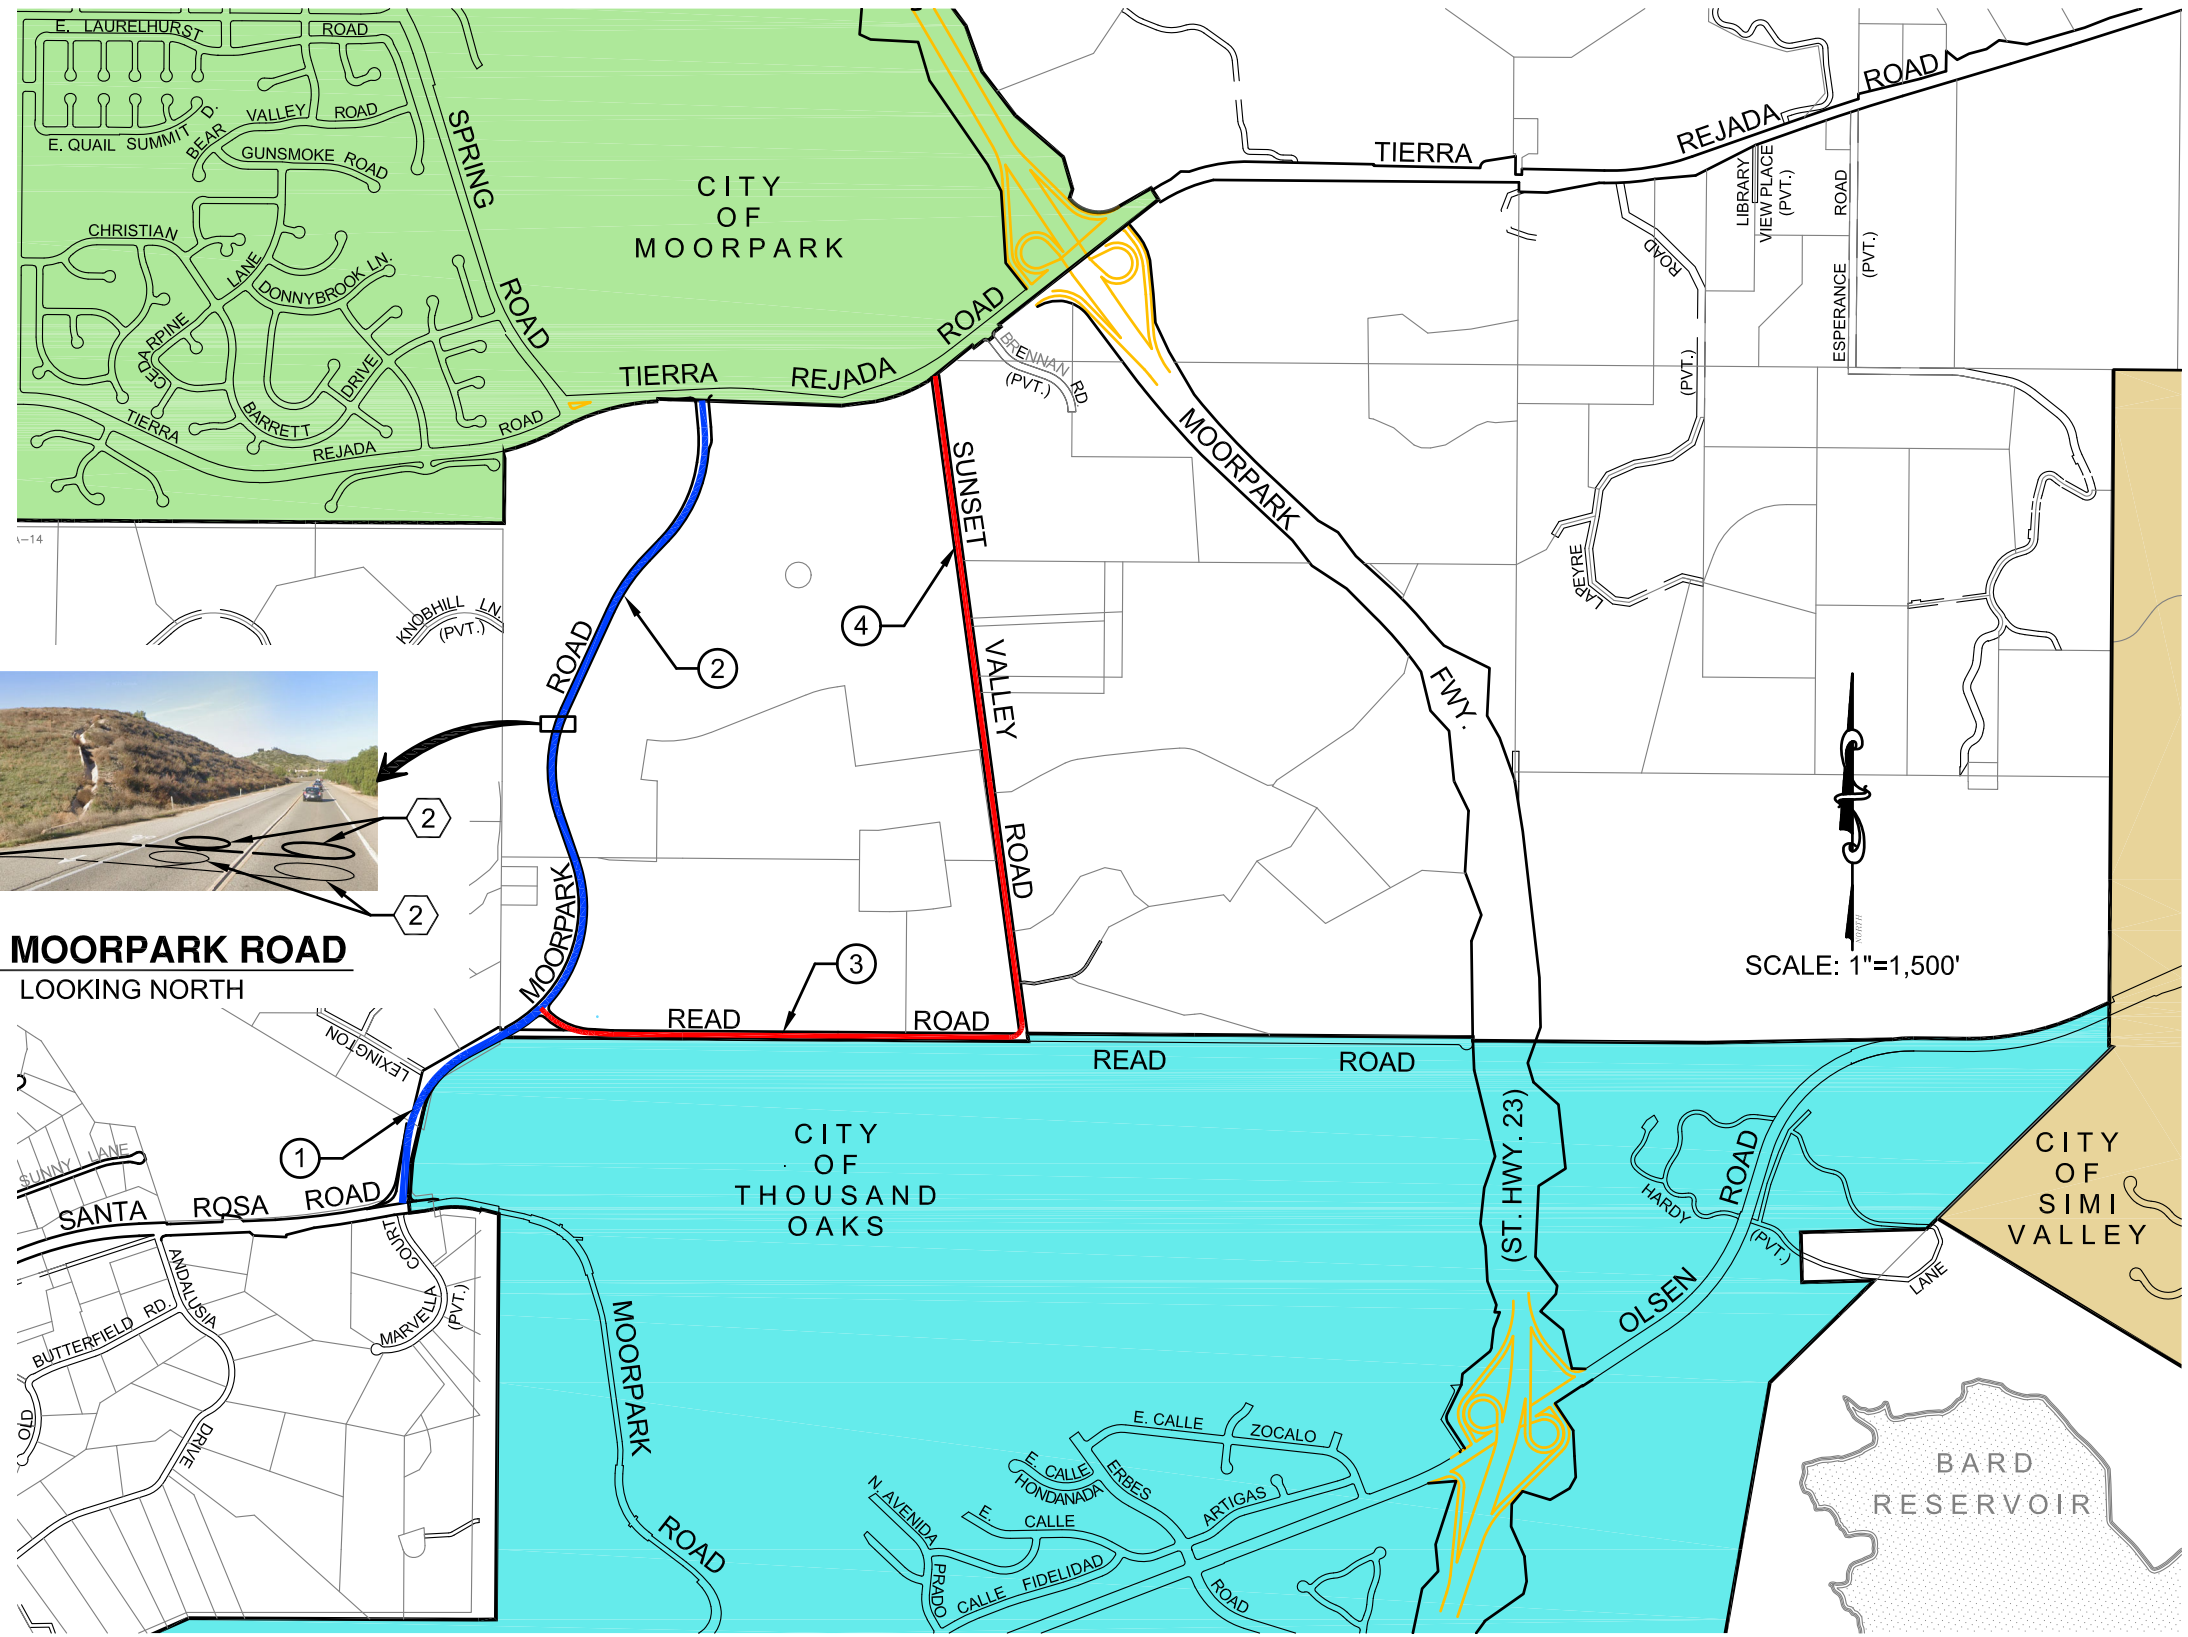 E. LAURELHURST ROAD
E. QUAIL SUMMIT D.
BEAR VALLEY ROAD
GUNSMOKE ROAD
SPRING ROAD
CHRISTIAN
LANE
DONNYBROOK LN.
CEDARPINE
DRIVE
BARRETT
TIERRA REJADA ROAD
CITY
OF
MOORPARK
TIERRA REJADA ROAD
TIERRA REJADA ROAD
BRENNAN RD.
(PVT.)
LIBRARY
VIEW PLACE
(PVT.)
ESPERANCE ROAD
(PVT.)
ROAD
(PVT.)
LAPEYRE
MOORPARK FWY.
(ST. HWY. 23)
SUNSET VALLEY ROAD
4
2
MOORPARK ROAD
KNOBHILL LN.
(PVT.)
A-14
2
2
MOORPARK ROAD
LOOKING NORTH
3
READ ROAD
READ ROAD
LEXINGTON
1
SUNNY LANE
SANTA ROSA ROAD
ANDALUSIA
DRIVE
BUTTERFIELD RD.
OLD
MARVELLA COURT
(PVT.)
NORTH
SCALE: 1"=1,500'
CITY
OF
THOUSAND
OAKS
MOORPARK ROAD
CITY
OF
SIMI
VALLEY
HARDY
(PVT.)
LANE
OLSEN ROAD
E. CALLE ZOCALO
E. CALLE
HONDANADA
ERBES
ROAD
ARTIGAS
N. AVENIDA
PRADO
E. CALLE
CALLE FIDELIDAD
BARD
RESERVOIR